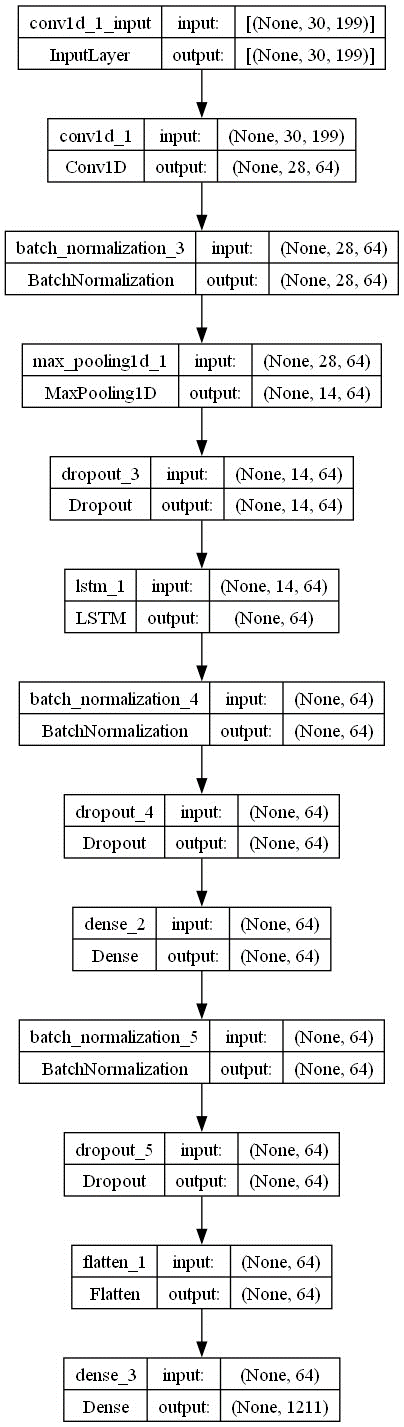 conv1d_1_input input: [(None, 30, 199)]
InputLayer output: [(None, 30, 199)]
conv1d_1 input: (None, 30, 199)
Conv1D output: (None, 28, 64)
batch_normalization_3 input: (None, 28, 64)
BatchNormalization output: (None, 28, 64)
max_pooling1d_1 input: (None, 28, 64)
MaxPooling1D output: (None, 14, 64)
dropout_3 input: (None, 14, 64)
Dropout output: (None, 14, 64)
lstm_1 input: (None, 14, 64)
LSTM output: (None, 64)
batch_normalization_4 input: (None, 64)
BatchNormalization output: (None, 64)
dropout_4 input: (None, 64)
Dropout output: (None, 64)
dense_2 input: (None, 64)
Dense output: (None, 64)
batch_normalization_5 input: (None, 64)
BatchNormalization output: (None, 64)
dropout_5 input: (None, 64)
Dropout output: (None, 64)
flatten_1 input: (None, 64)
Flatten output: (None, 64)
dense_3 input: (None, 64)
Dense output: (None, 1211)